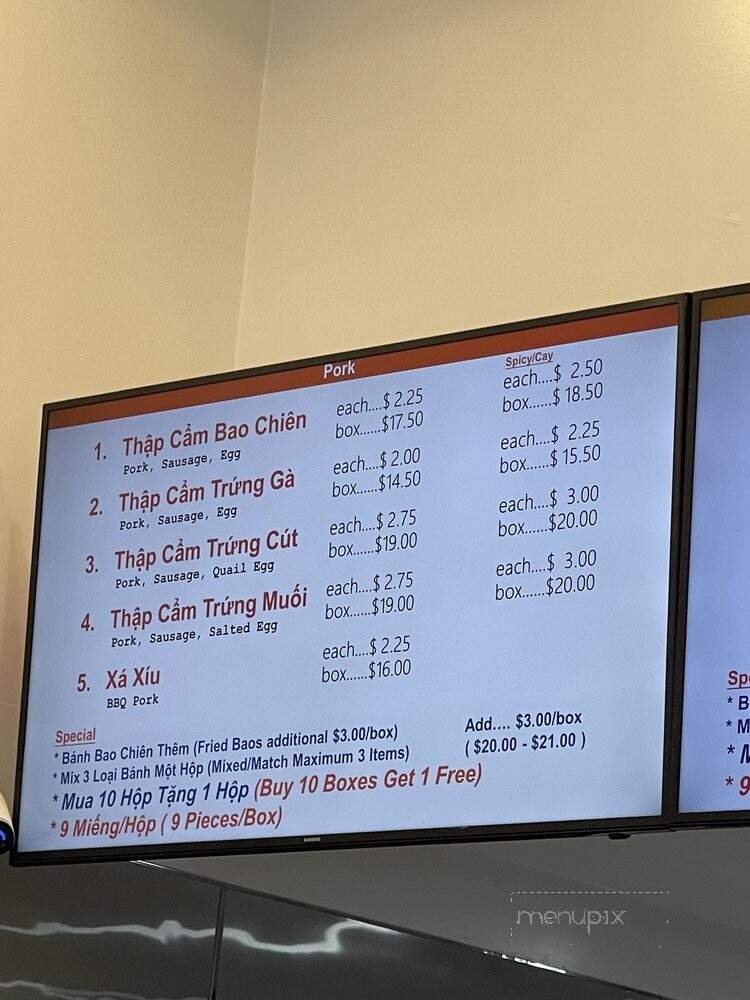 Pork
Spicy/Cay
1. Thập Cẩm Bao Chiên each....$ 2.25 each....$ 2.50
Pork, Sausage, Egg box......$17.50 box......$ 18.50
2. Thập Cẩm Trứng Gà each....$ 2.00 each....$ 2.25
Pork, Sausage, Egg box......$14.50 box......$ 15.50
3. Thập Cẩm Trứng Cút each....$ 2.75 each....$ 3.00
Pork, Sausage, Quail Egg box......$19.00 box......$20.00
4. Thập Cẩm Trứng Muối each....$ 2.75 each....$ 3.00
Pork, Sausage, Salted Egg box......$19.00 box......$20.00
5. Xá Xíu each....$ 2.25
BBQ Pork box......$16.00
Special
* Bánh Bao Chiên Thêm (Fried Baos additional $3.00/box) Add.... $3.00/box
* Mix 3 Loại Bánh Một Hộp (Mixed/Match Maximum 3 Items) ( $20.00 - $21.00 )
* Mua 10 Hộp Tặng 1 Hộp (Buy 10 Boxes Get 1 Free)
* 9 Miếng/Hộp ( 9 Pieces/Box)
Sp
* B
* M
* M
* 9
menupix